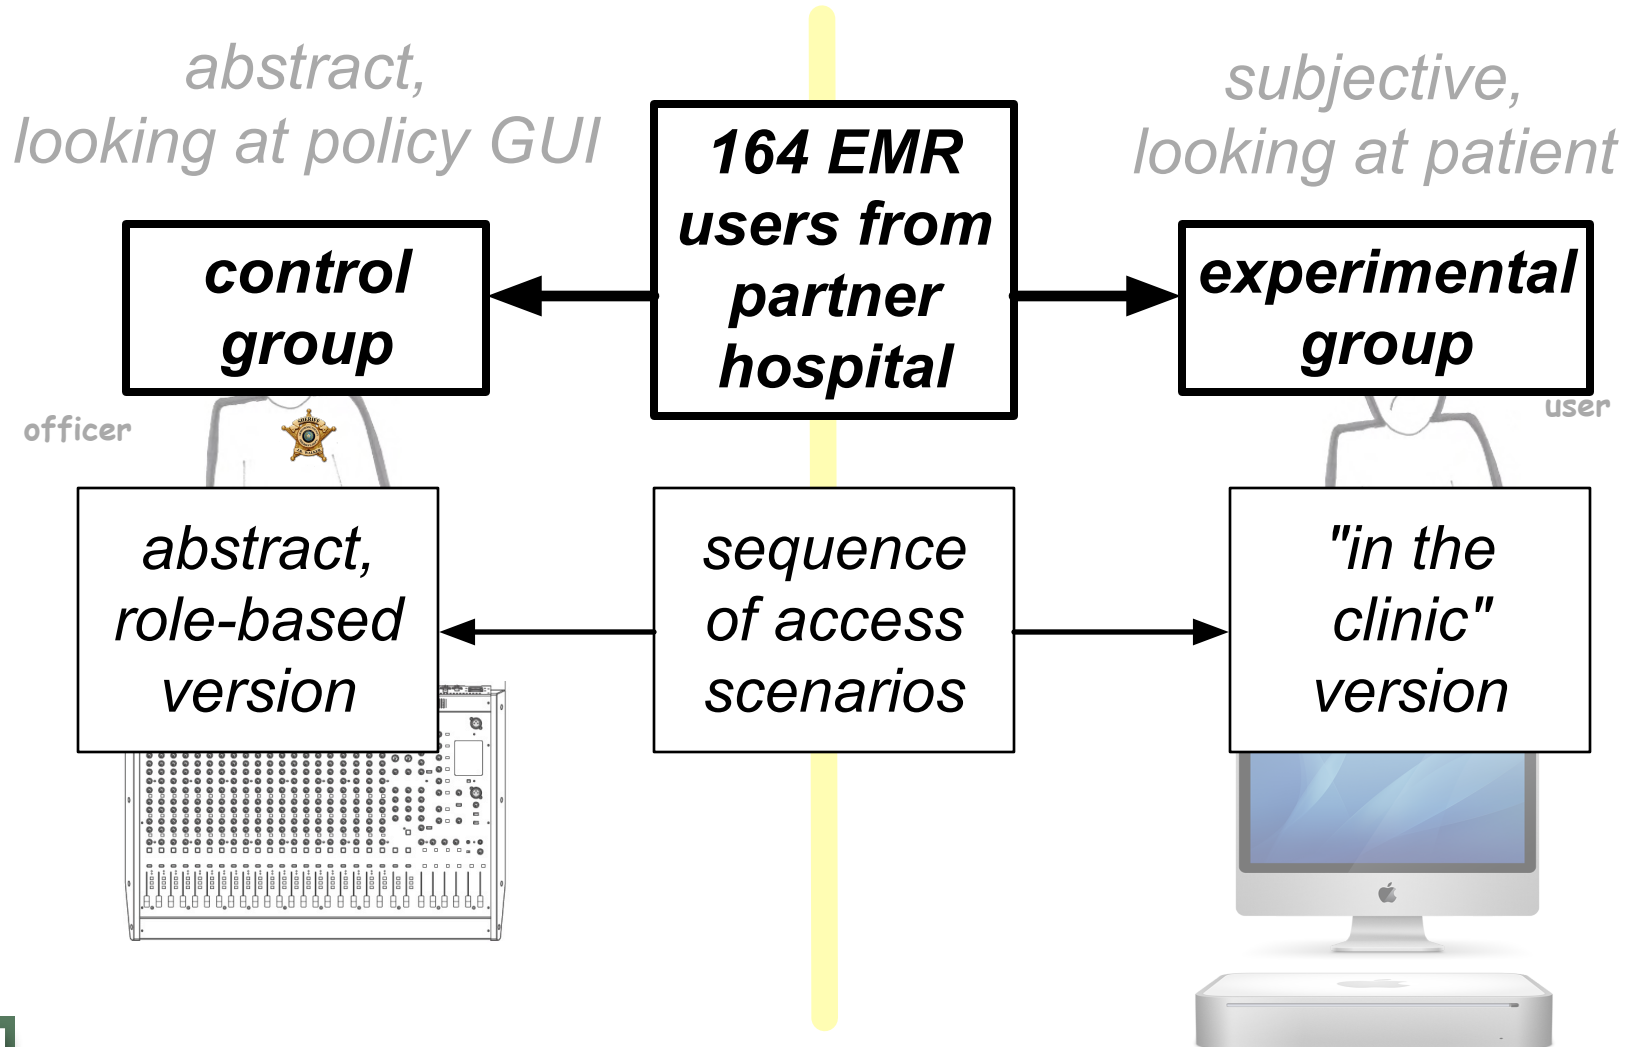 abstract,
looking at policy GUI
subjective,
looking at patient
164 EMR
users from
partner
hospital
control
group
experimental
group
officer
user
abstract,
role-based
version
sequence
of access
scenarios
"in the
clinic"
version